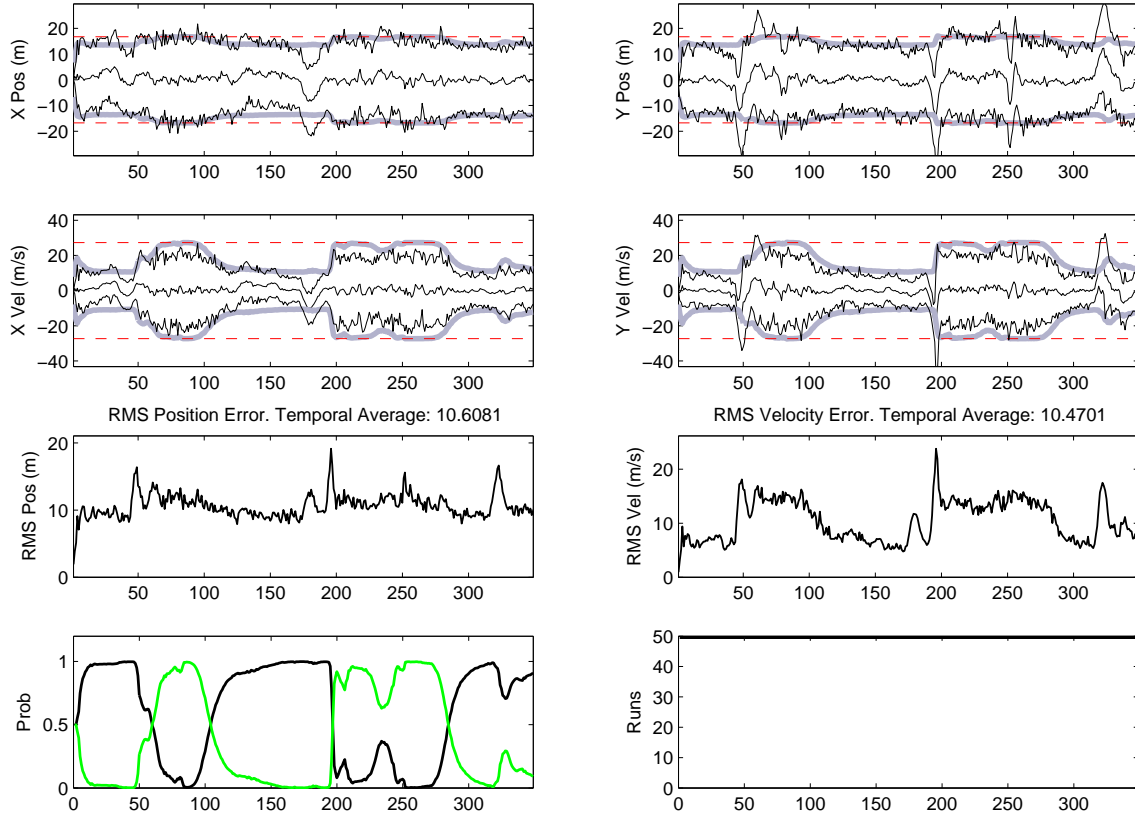 X Pos (m)
20
10
0
−10
−20
50 100 150 200 250 300
Y Pos (m)
20
10
0
−10
−20
50 100 150 200 250 300
X Vel (m/s)
40
20
0
−20
−40
50 100 150 200 250 300
Y Vel (m/s)
40
20
0
−20
−40
50 100 150 200 250 300
RMS Position Error. Temporal Average: 10.6081
RMS Pos (m)
20
10
0
50 100 150 200 250 300
RMS Velocity Error. Temporal Average: 10.4701
RMS Vel (m/s)
20
10
0
50 100 150 200 250 300
Prob
1
0.5
0
0 50 100 150 200 250 300
Runs
50
40
30
20
10
0
0 50 100 150 200 250 300